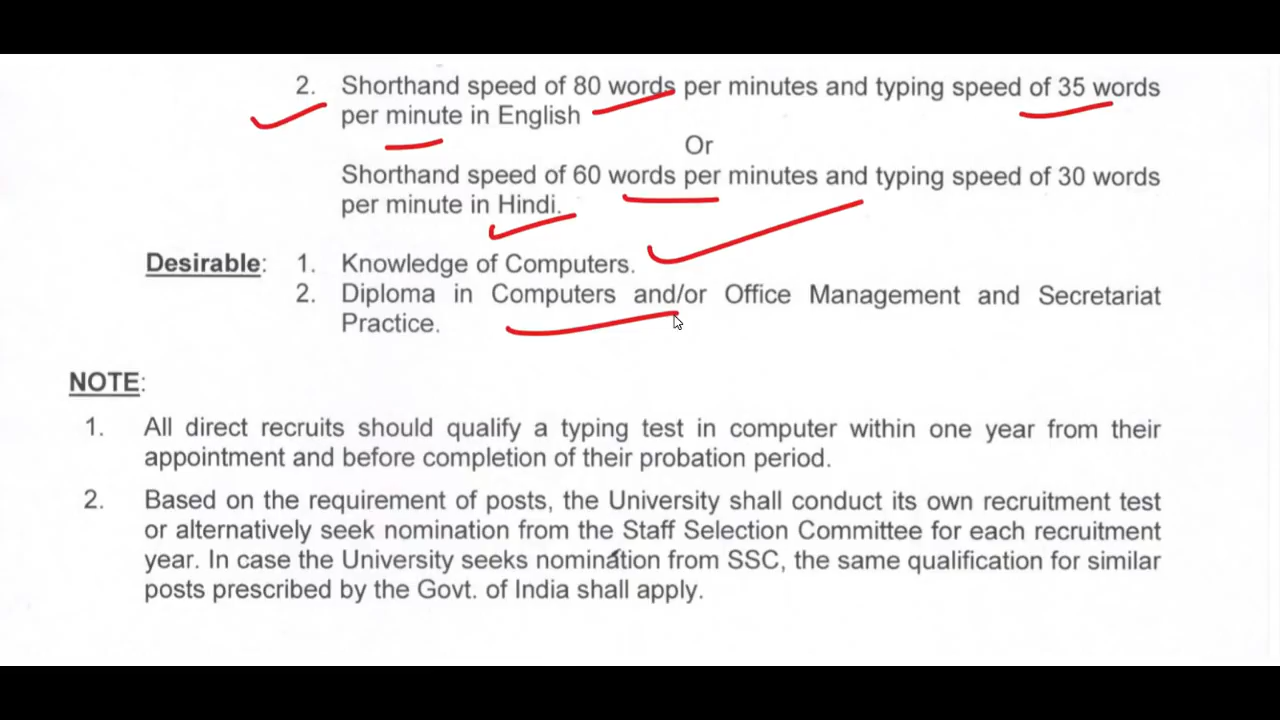 2. Shorthand speed of 80 words per minutes and typing speed of 35 words
per minute in English
Or
Shorthand speed of 60 words per minutes and typing speed of 30 words
per minute in Hindi.
Desirable: 1. Knowledge of Computers.
2. Diploma in Computers and/or Office Management and Secretariat
Practice.
NOTE:
1. All direct recruits should qualify a typing test in computer within one year from their
appointment and before completion of their probation period.
2. Based on the requirement of posts, the University shall conduct its own recruitment test
or alternatively seek nomination from the Staff Selection Committee for each recruitment
year. In case the University seeks nomination from SSC, the same qualification for similar
posts prescribed by the Govt. of India shall apply.